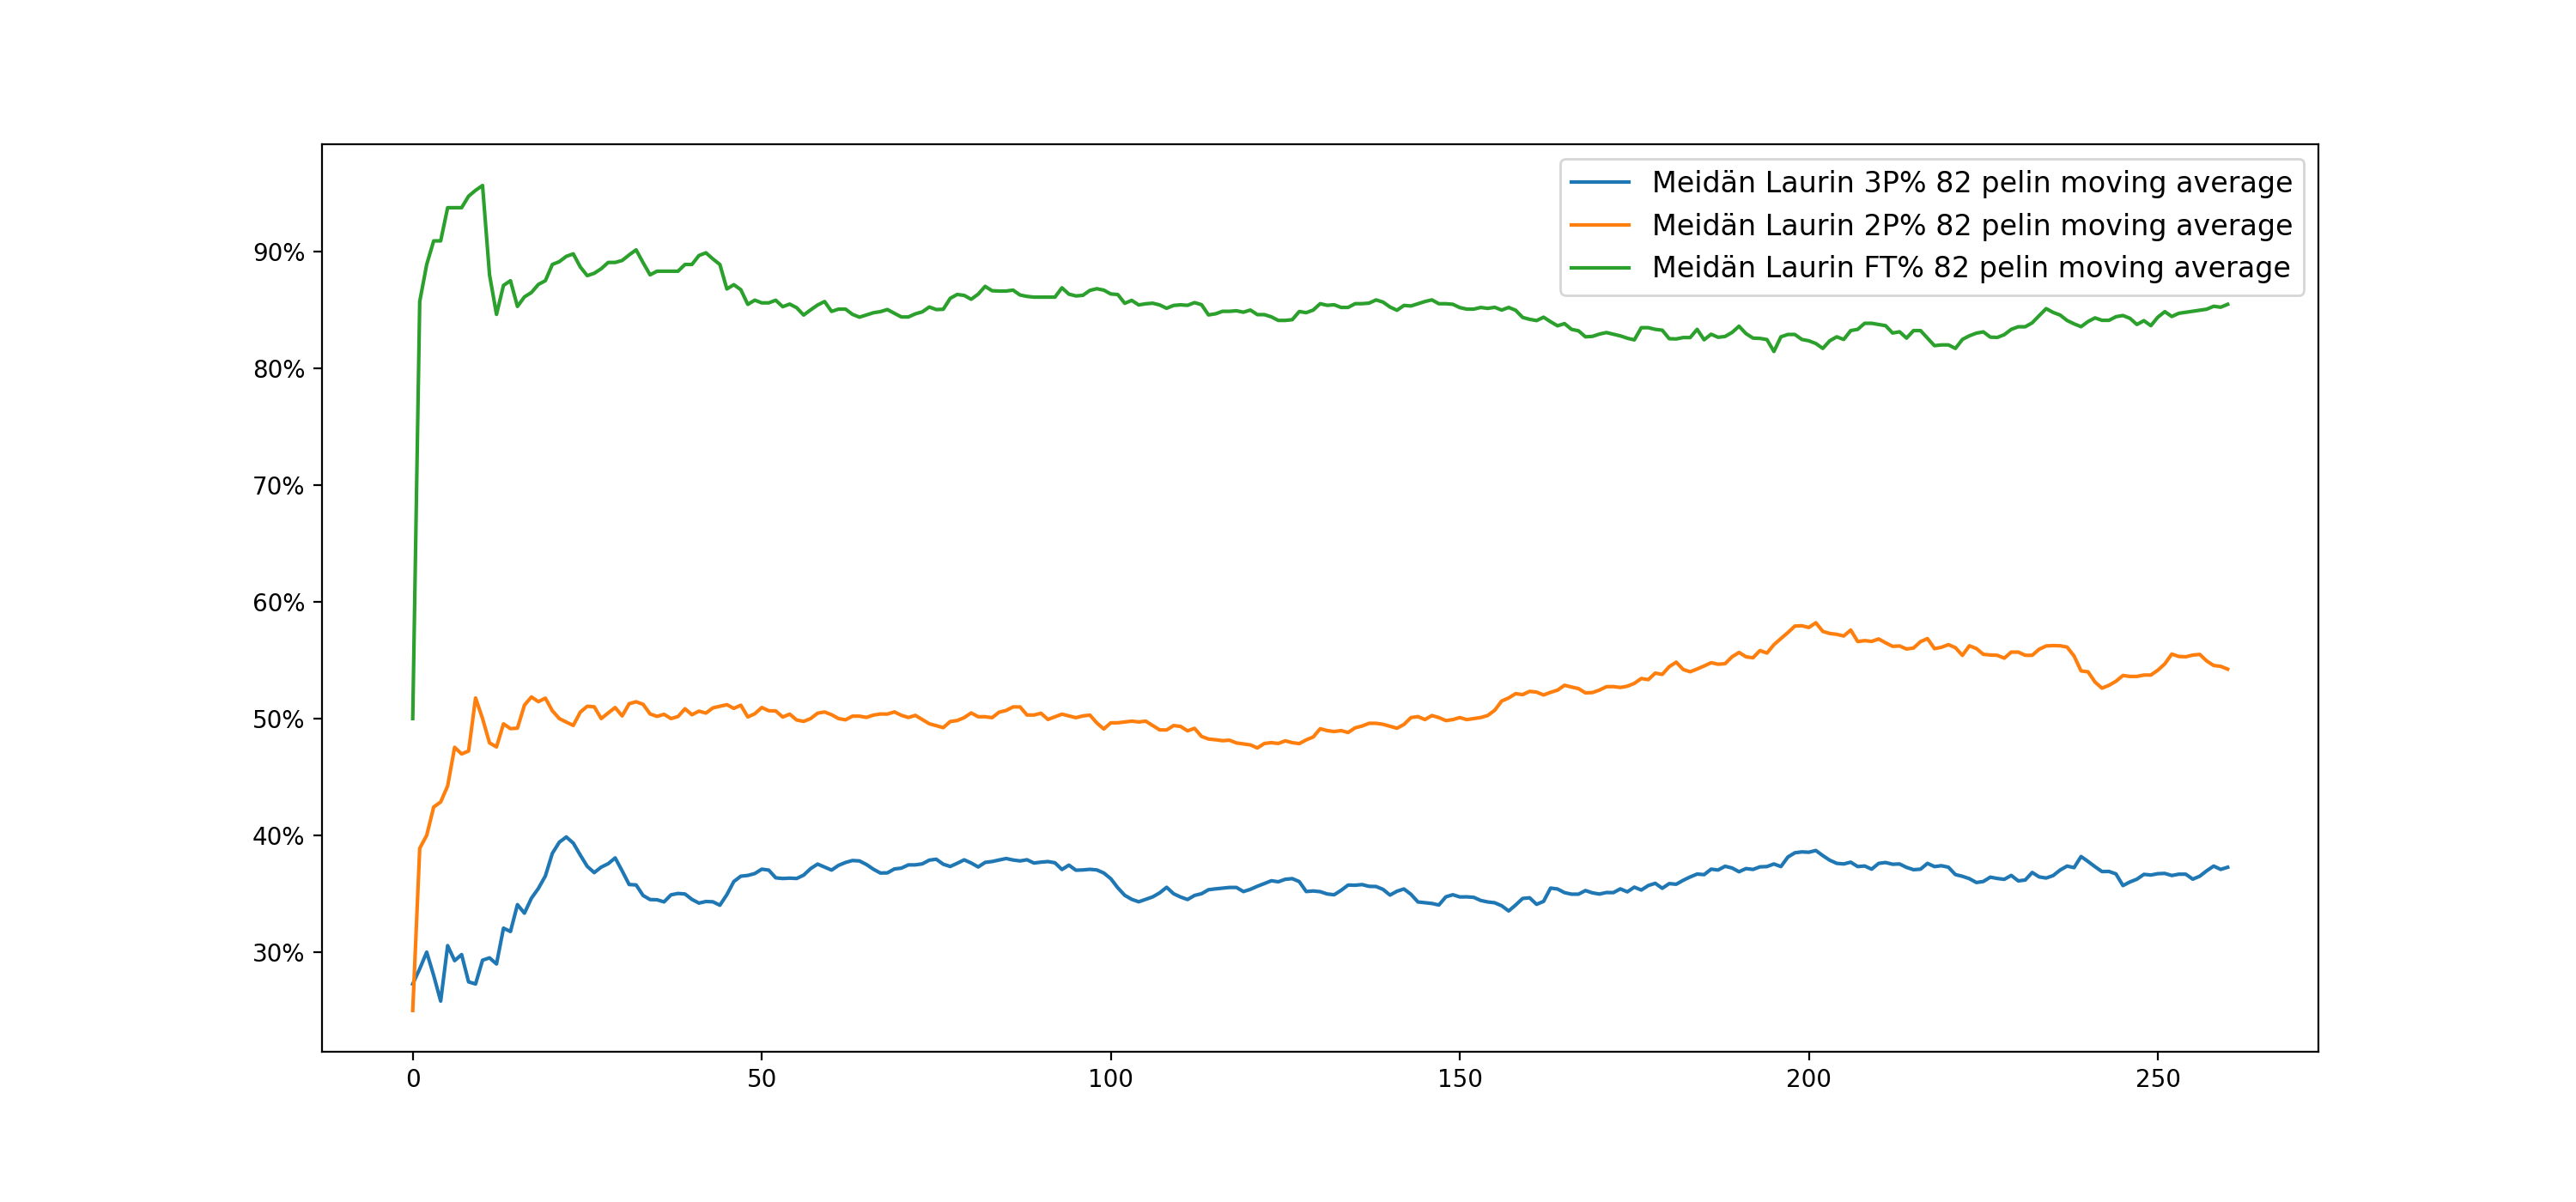 Meidän Laurin 3P% 82 pelin moving average
Meidän Laurin 2P% 82 pelin moving average
Meidän Laurin FT% 82 pelin moving average
90%
80%
70%
60%
50%
40%
30%
0 50 100 150 200 250